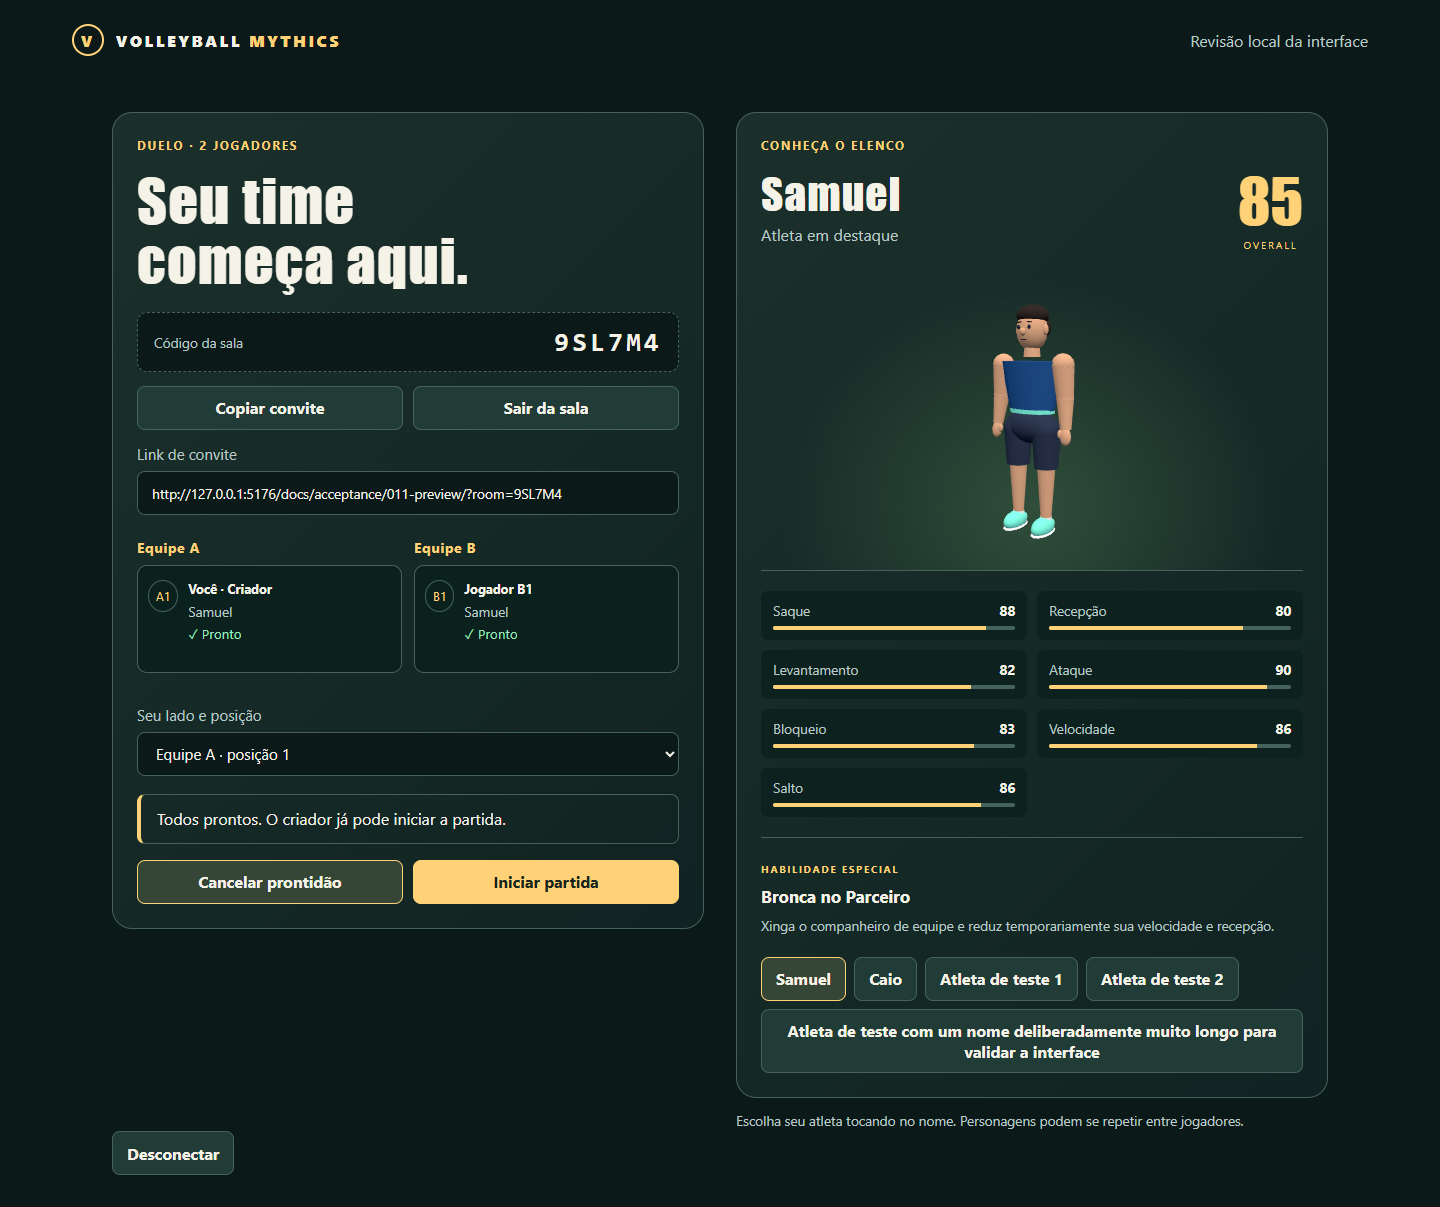 V VOLLEYBALL MYTHICS
Revisão local da interface
DUELO · 2 JOGADORES
Seu time
começa aqui.
Código da sala
9SL7M4
Copiar convite
Sair da sala
Link de convite
http://127.0.0.1:5176/docs/acceptance/011-preview/?room=9SL7M4
Equipe A
A1
Você · Criador
Samuel
✓ Pronto
Equipe B
B1
Jogador B1
Samuel
✓ Pronto
Seu lado e posição
Equipe A · posição 1
Todos prontos. O criador já pode iniciar a partida.
Cancelar prontidão
Iniciar partida
CONHEÇA O ELENCO
Samuel
Atleta em destaque
85
OVERALL
Saque 88
Recepção 80
Levantamento 82
Ataque 90
Bloqueio 83
Velocidade 86
Salto 86
HABILIDADE ESPECIAL
Bronca no Parceiro
Xinga o companheiro de equipe e reduz temporariamente sua velocidade e recepção.
Samuel
Caio
Atleta de teste 1
Atleta de teste 2
Atleta de teste com um nome deliberadamente muito longo para
validar a interface
Escolha seu atleta tocando no nome. Personagens podem se repetir entre jogadores.
Desconectar